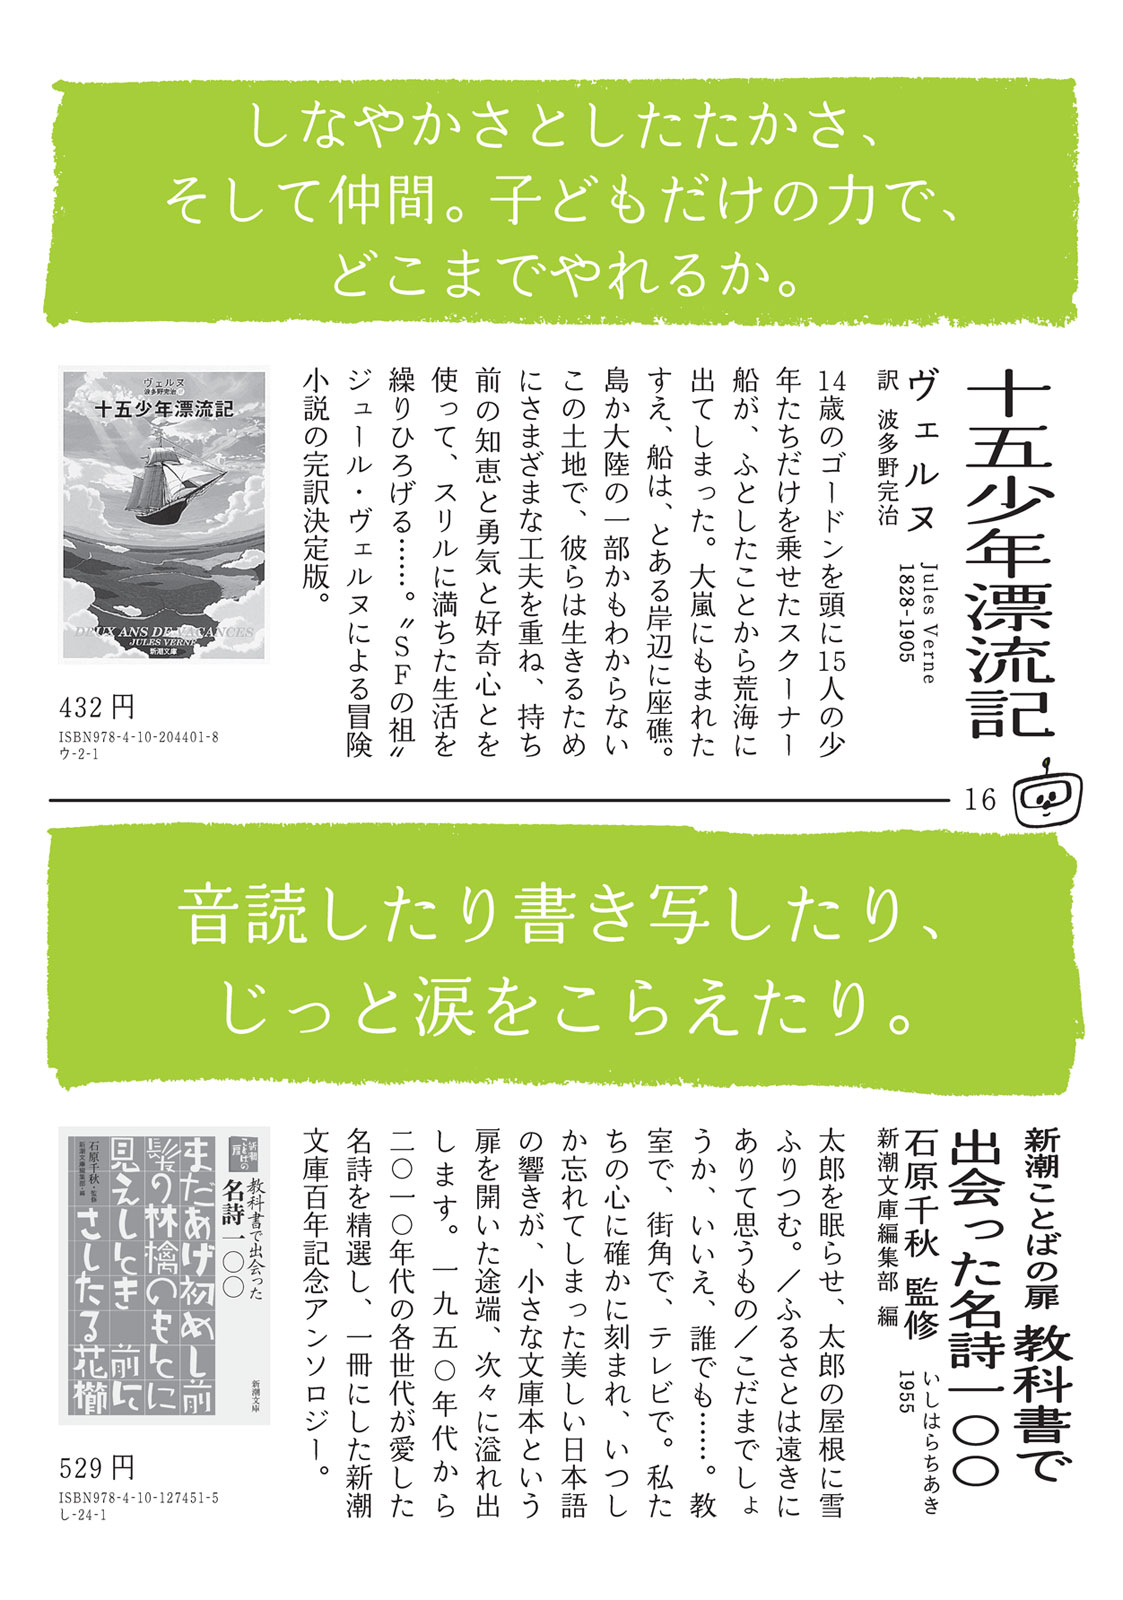 しなやかさとしたたかさ、
そして仲間。子どもだけの力で、
どこまでやれるか。
十五少年漂流記
ヴェルヌ
Jules Verne
1828-1905
訳 波多野完治
14歳のゴードンを頭に15人の少
年たちだけを乗せたスクーナー
船が、ふとしたことから荒海に
出てしまった。大嵐にもまれた
すえ、船は、とある岸辺に座礁。
島か大陸の一部かもわからない
この土地で、彼らは生きるため
にさまざまな工夫を重ね、持ち
前の知恵と勇気と好奇心とを
使って、スリルに満ちた生活を
繰りひろげる……。〝SFの祖〟
ジュール・ヴェルヌによる冒険
小説の完訳決定版。
ヴェルヌ
波多野完治 訳
十五少年漂流記
DEUX ANS DE VACANCES
JULES VERNE
新潮文庫
432円
ISBN978-4-10-204401-8
ウ-2-1
16
音読したり書き写したり、
じっと涙をこらえたり。
新潮ことばの扉 教科書で
出会った名詩一〇〇
石原千秋 監修
いしはらちあき
1955
新潮文庫編集部 編
太郎を眠らせ、太郎の屋根に雪
ふりつむ。／ふるさとは遠きに
ありて思うもの／こだまでしょ
うか、いいえ、誰でも……。教
室で、街角で、テレビで。私た
ちの心に確かに刻まれ、いつし
か忘れてしまった美しい日本語
の響きが、小さな文庫本という
扉を開いた途端、次々に溢れ出
します。一九五〇年代から
二〇一〇年代の各世代が愛した
名詩を精選し、一冊にした新潮
文庫百年記念アンソロジー。
新潮ことばの扉
教科書で出会った
名詩一〇〇
新潮文庫
まだあげ初めし前
髪の林檎のもとに
見えしとき 前に
さしたる花櫛
石原千秋・監修
新潮文庫編集部・編
529円
ISBN978-4-10-127451-5
し-24-1